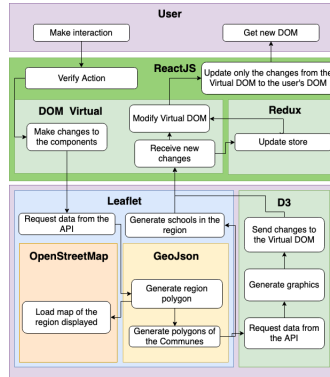 User
Make interaction
Get new DOM
ReactJS
Verify Action
Update only the changes from the
Virtual DOM to the user's DOM
DOM Virtual
Redux
Make changes to
the components
Modify Virtual DOM
Receive new
changes
Update store
Leaflet
D3
Request data from the
API
Generate schools in the
region
Send changes to
the Virtual DOM
OpenStreetMap
GeoJson
Generate region
polygon
Generate graphics
Load map of the
region displayed
Generate polygons
of the Communes
Request data from the
API